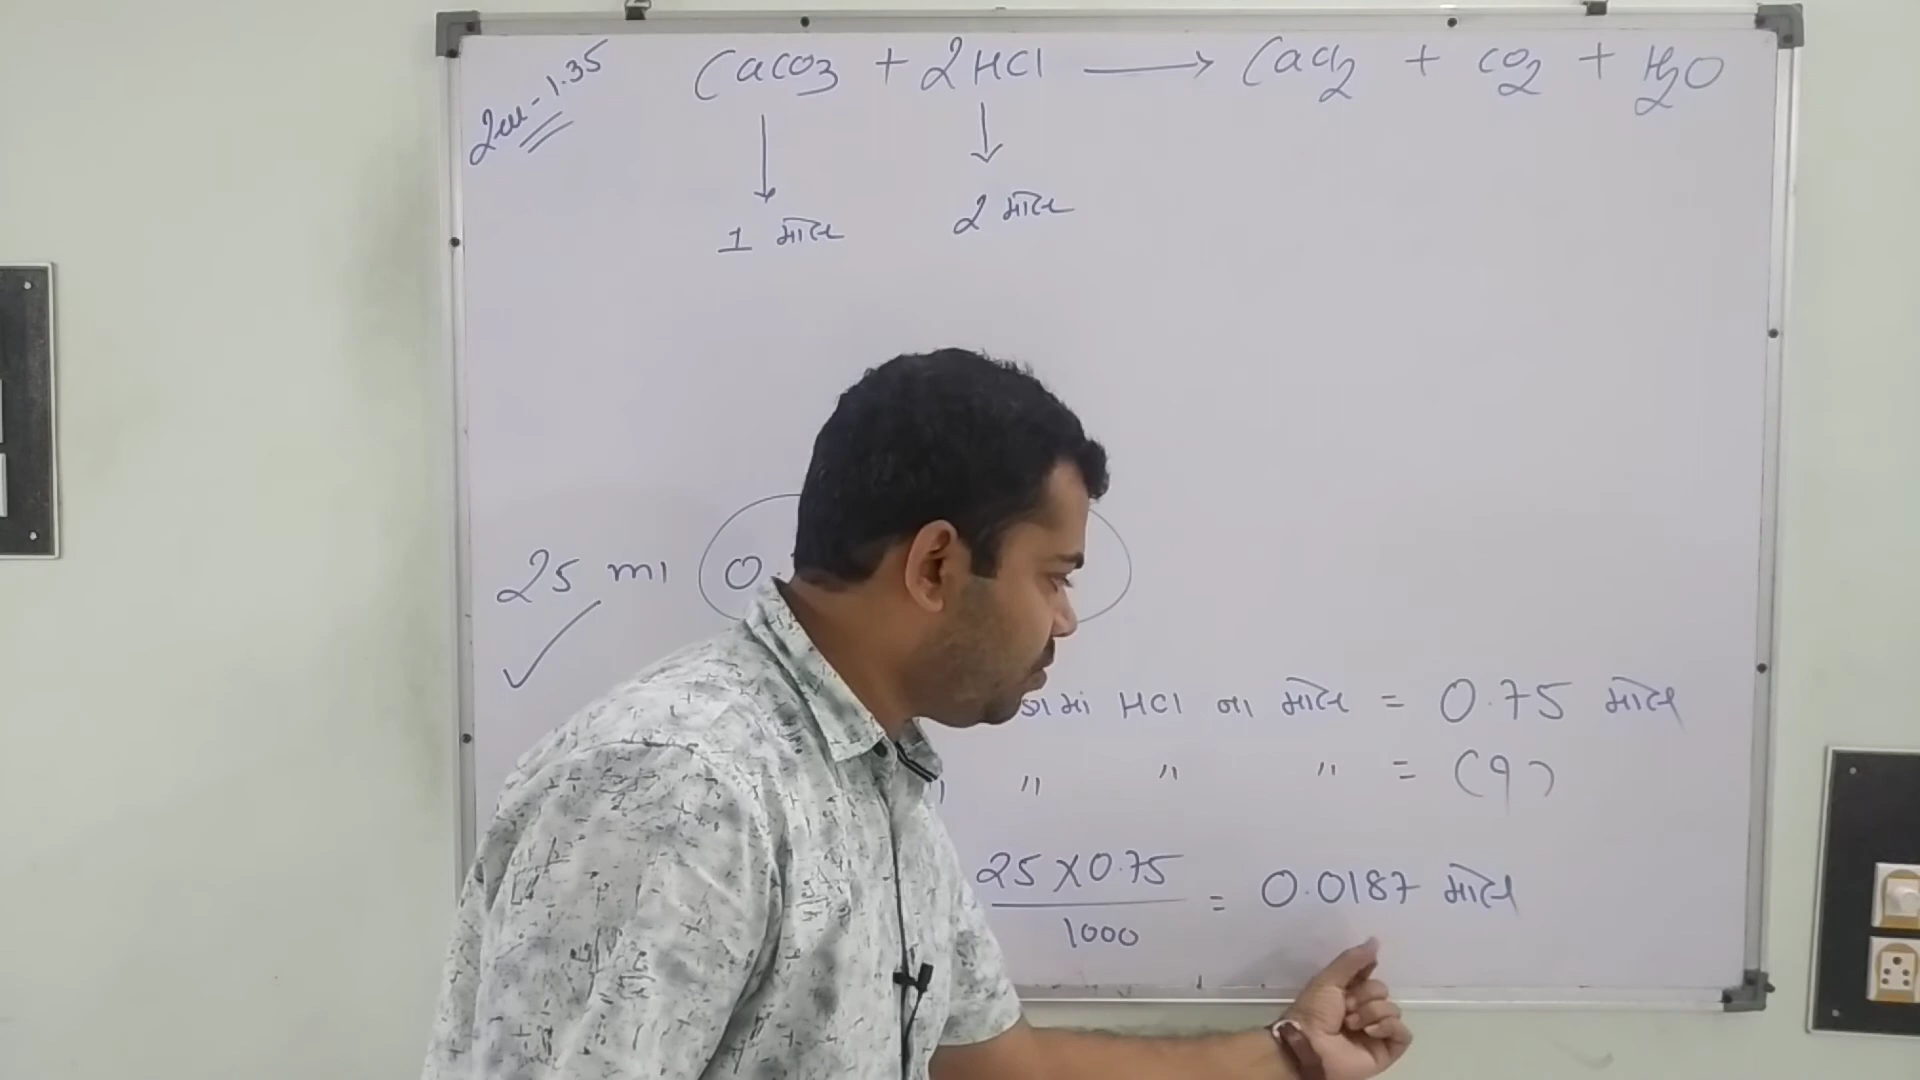 1.35
CaCO3 + 2HCl → CaCl2 + CO2 + H2O
1 મોલ 2 મોલ
25 ml 0.
માં HCl ના મોલ = 0.75 મોલ
" " " = (?)
25 X 0.75 / 1000 = 0.0187 મોલ